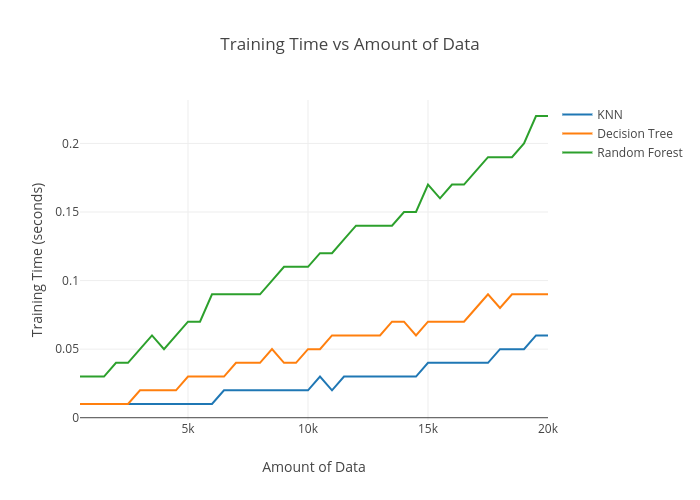 Training Time vs Amount of Data
KNN
Decision Tree
Random Forest
Training Time (seconds)
0.2
0.15
0.1
0.05
0
5k
10k
15k
20k
Amount of Data